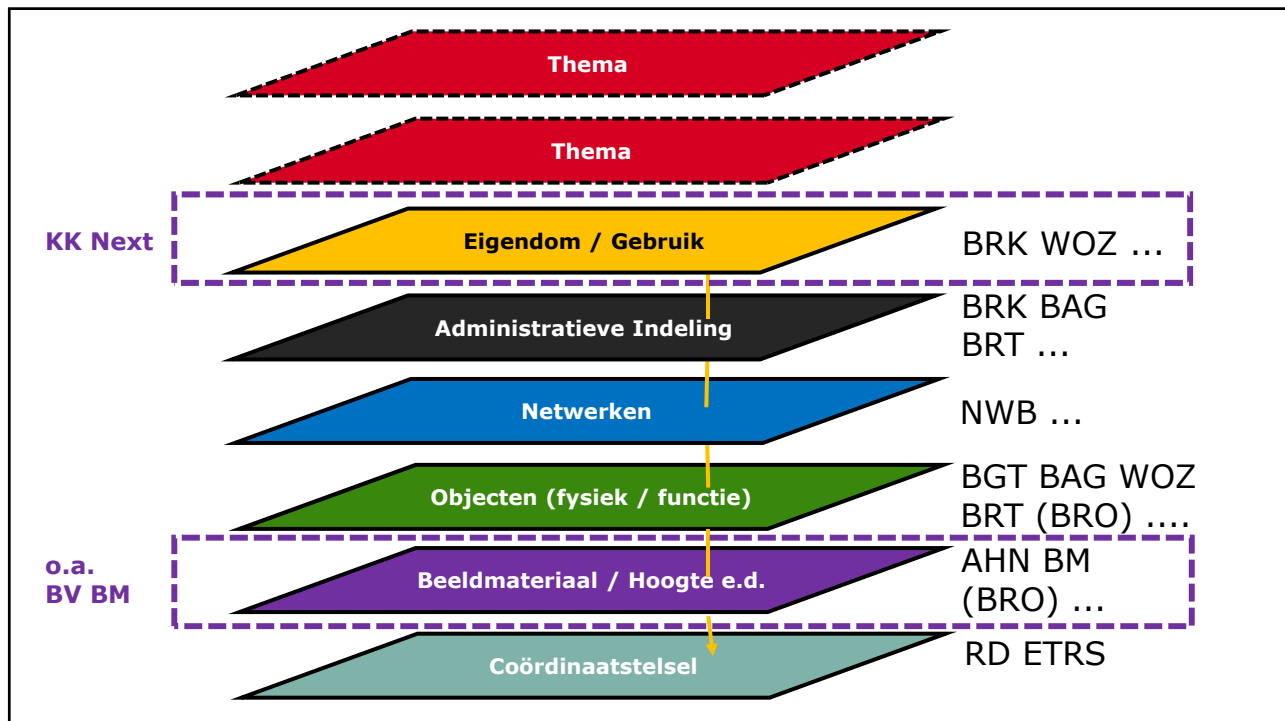 Thema
Thema
KK Next
Eigendom / Gebruik
BRK WOZ ...
Administratieve Indeling
BRK BAG
BRT ...
Netwerken
NWB ...
Objecten (fysiek / functie)
BGT BAG WOZ
BRT (BRO) ....
o.a.
BV BM
Beeldmateriaal / Hoogte e.d.
AHN BM
(BRO) ...
Coördinaatstelsel
RD ETRS